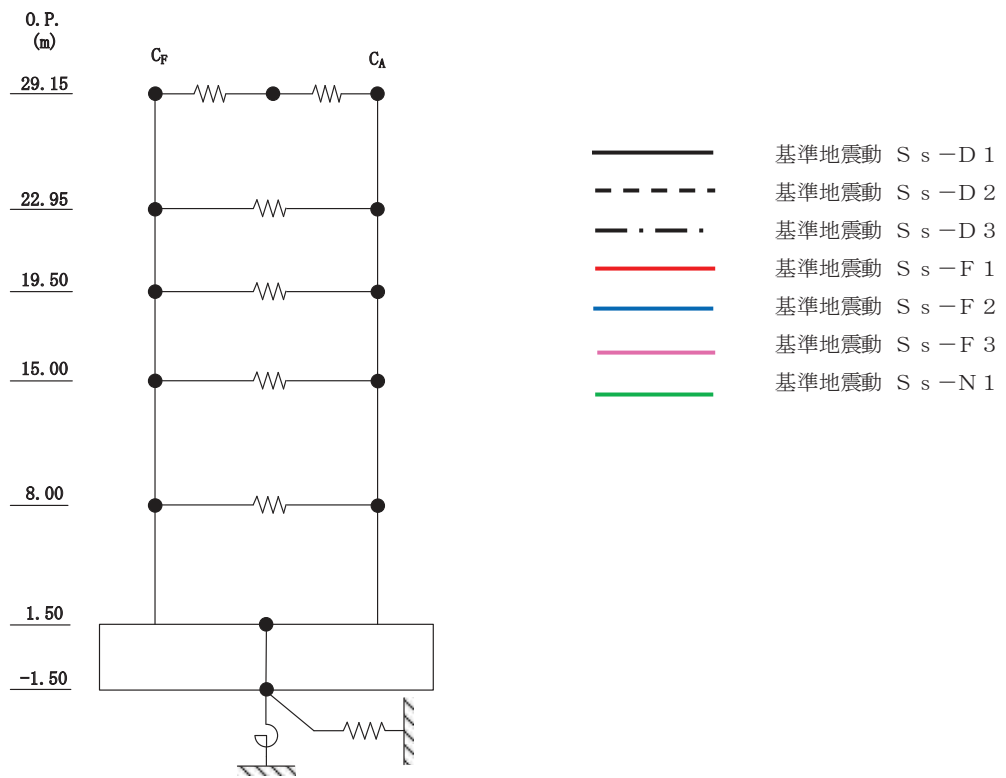 O.P.
(m)
CF
CA
29.15
22.95
19.50
15.00
8.00
1.50
-1.50
基準地震動 Ｓｓ－Ｄ１
基準地震動 Ｓｓ－Ｄ２
基準地震動 Ｓｓ－Ｄ３
基準地震動 Ｓｓ－Ｆ１
基準地震動 Ｓｓ－Ｆ２
基準地震動 Ｓｓ－Ｆ３
基準地震動 Ｓｓ－Ｎ１